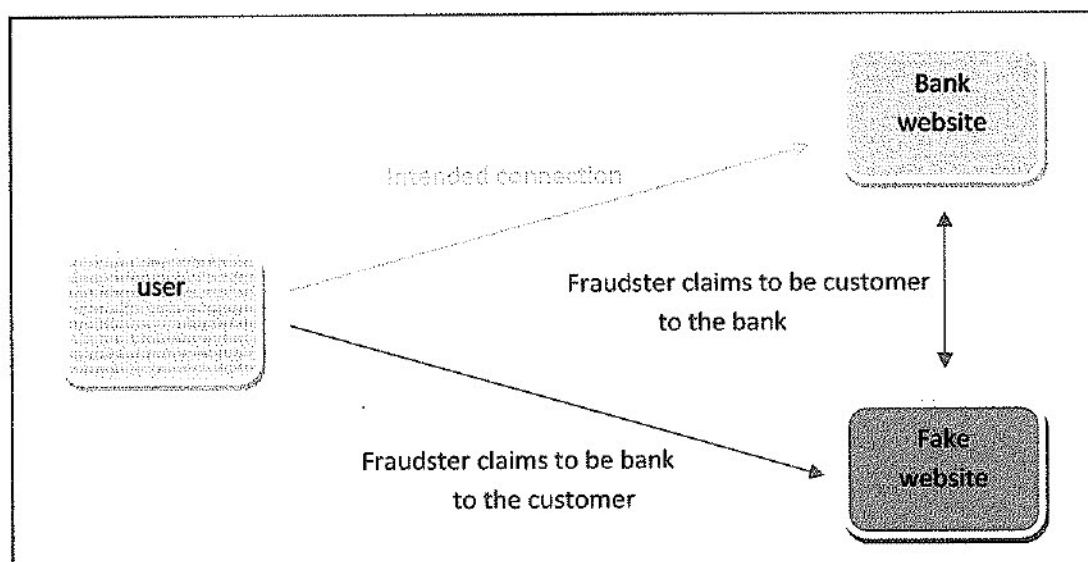 Bank
website
Intended connection
user
Fraudster claims to be customer
to the bank
Fake
website
Fraudster claims to be bank
to the customer